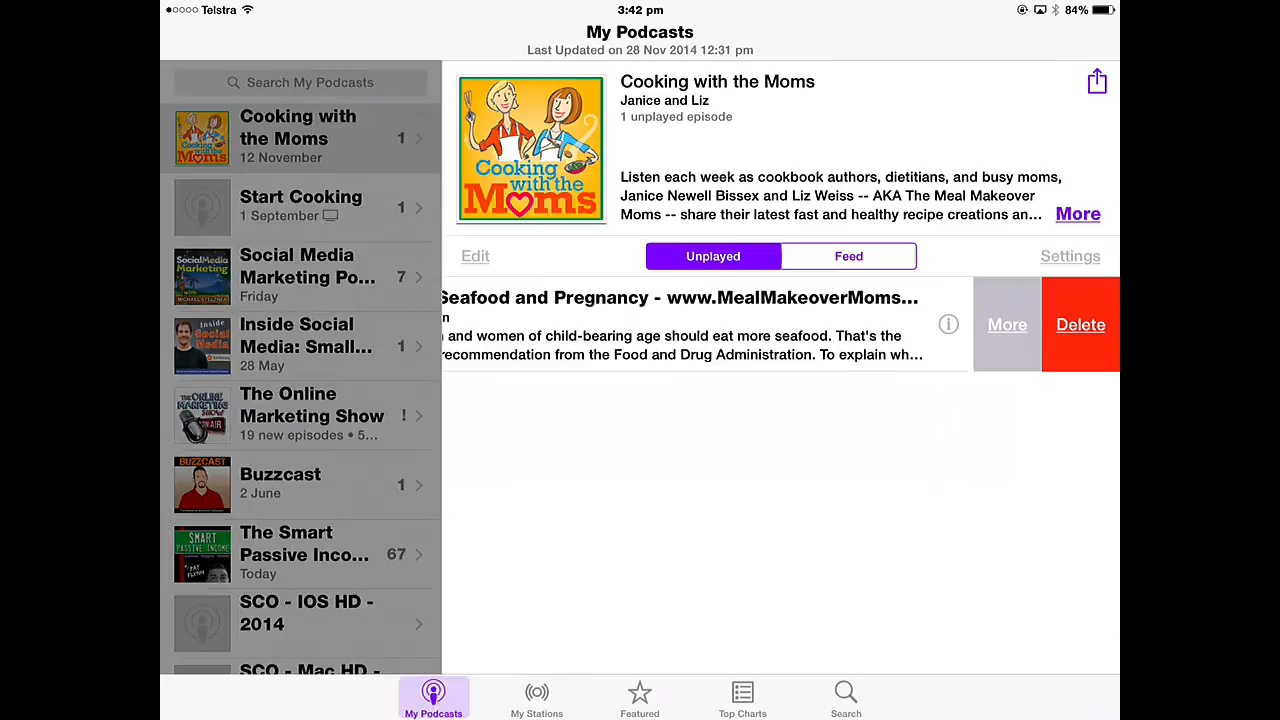 Telstra 3:42 pm 84%
My Podcasts
Last Updated on 28 Nov 2014 12:31 pm
Search My Podcasts
Cooking with
the Moms
12 November
1
Start Cooking
1 September
1
Social Media
Marketing Po...
Friday
7
Inside Social
Media: Small...
28 May
1
The Online
Marketing Show
19 new episodes • 5...
!
Buzzcast
2 June
1
The Smart
Passive Inco...
Today
67
SCO - IOS HD -
2014
SCO - Mac HD -
Cooking
with the
Moms
Cooking with the Moms
Janice and Liz
1 unplayed episode
Listen each week as cookbook authors, dietitians, and busy moms,
Janice Newell Bissex and Liz Weiss -- AKA The Meal Makeover
Moms -- share their latest fast and healthy recipe creations an... More
Edit Unplayed Feed Settings
Seafood and Pregnancy - www.MealMakeoverMoms...
n
and women of child-bearing age should eat more seafood. That's the
recommendation from the Food and Drug Administration. To explain wh...
More Delete
My Podcasts My Stations Featured Top Charts Search